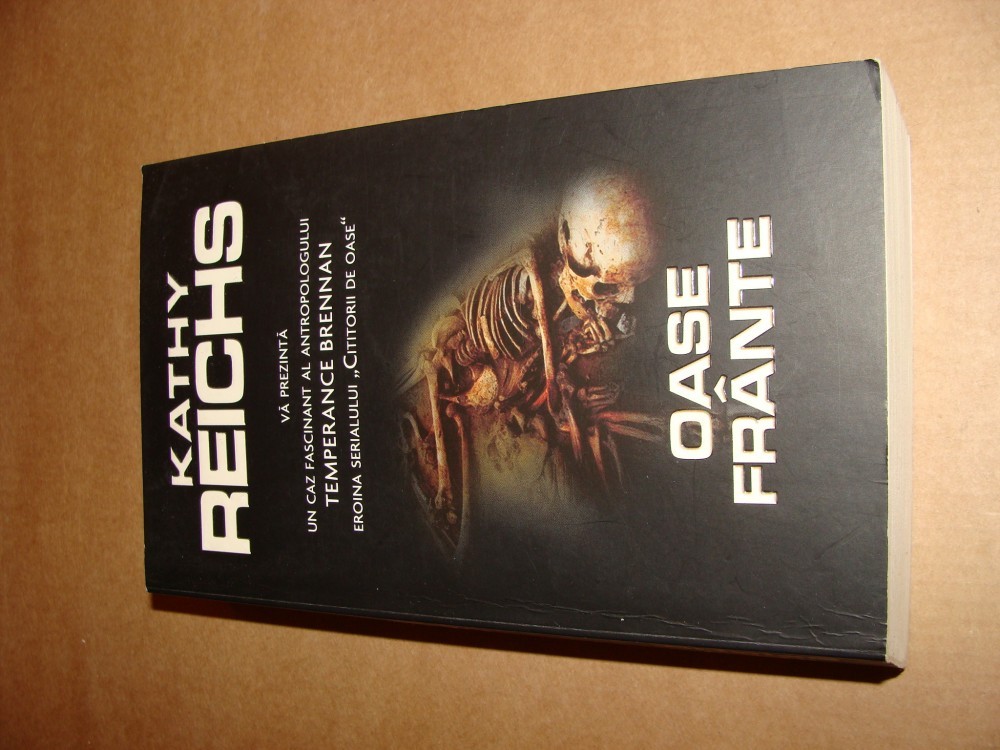 KATHY
REICHS
VĂ PREZINTĂ
UN CAZ FASCINANT AL ANTROPOLOGULUI
TEMPERANCE BRENNAN
EROINA SERIALULUI „CITITORII DE OASE“
OASE
FRÂNTE